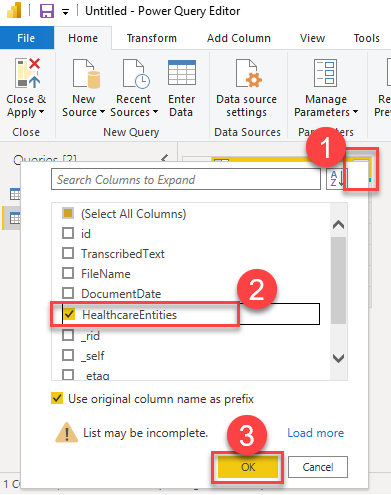 Untitled - Power Query Editor
File Home Transform Add Column View Tools
Close & Apply
New Source
Recent Sources
Enter Data
Data source settings
Manage Parameters
Close New Query Data Sources Parameters
Queries [2]
1
Search Columns to Expand
A Z
(Select All Columns)
id
TranscribedText
FileName
DocumentDate
2
HealthcareEntities
_rid
_self
_etag
Use original column name as prefix
List may be incomplete. Load more
3
OK Cancel